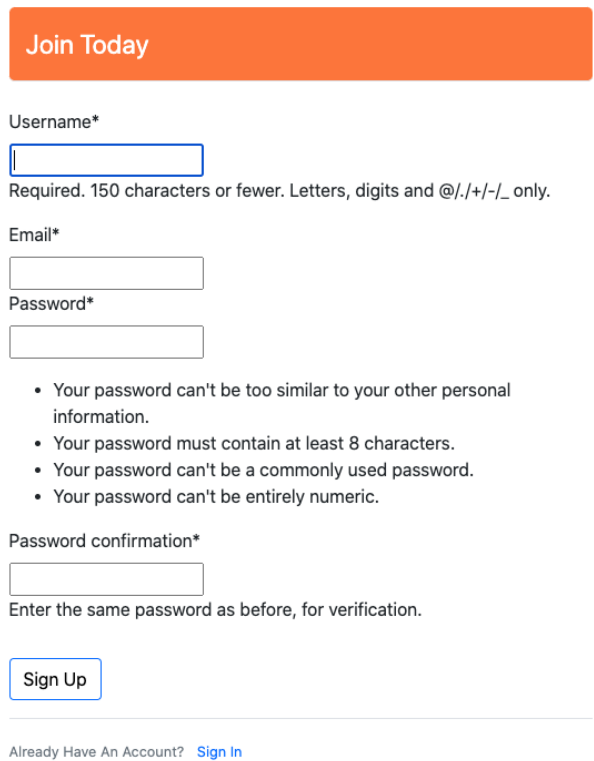 Join Today
Username*
Required. 150 characters or fewer. Letters, digits and @/./+/-/_ only.
Email*
Password*
• Your password can't be too similar to your other personal
information.
• Your password must contain at least 8 characters.
• Your password can't be a commonly used password.
• Your password can't be entirely numeric.
Password confirmation*
Enter the same password as before, for verification.
Sign Up
Already Have An Account? Sign In